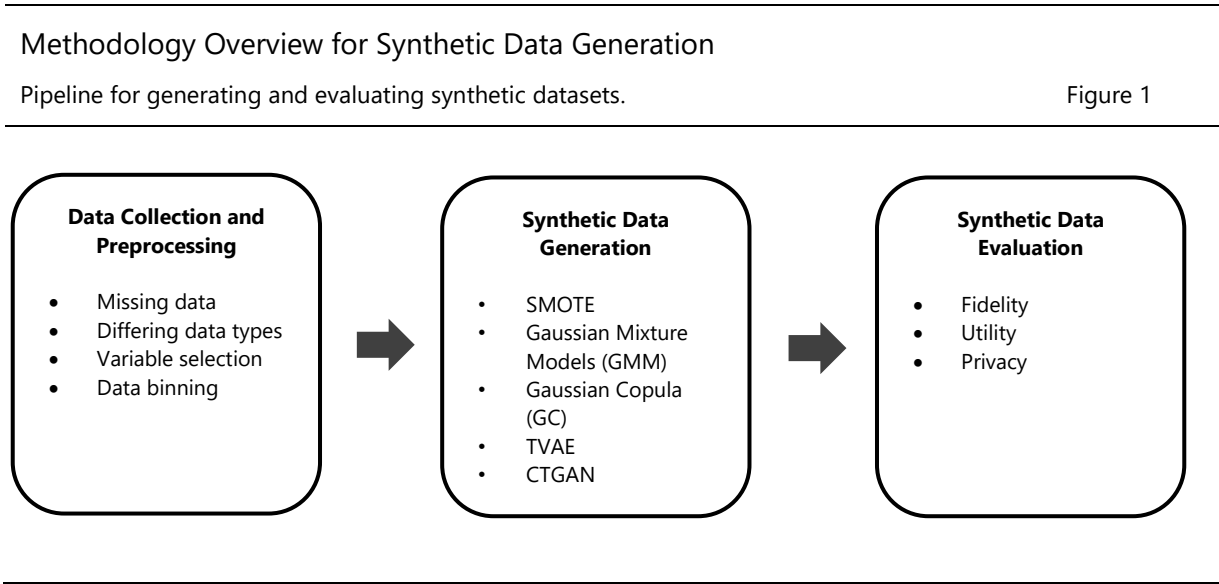 Methodology Overview for Synthetic Data Generation
Pipeline for generating and evaluating synthetic datasets.
Figure 1
Data Collection and
Preprocessing
• Missing data
• Differing data types
• Variable selection
• Data binning
Synthetic Data
Generation
• SMOTE
• Gaussian Mixture
Models (GMM)
• Gaussian Copula
(GC)
• TVAE
• CTGAN
Synthetic Data
Evaluation
• Fidelity
• Utility
• Privacy